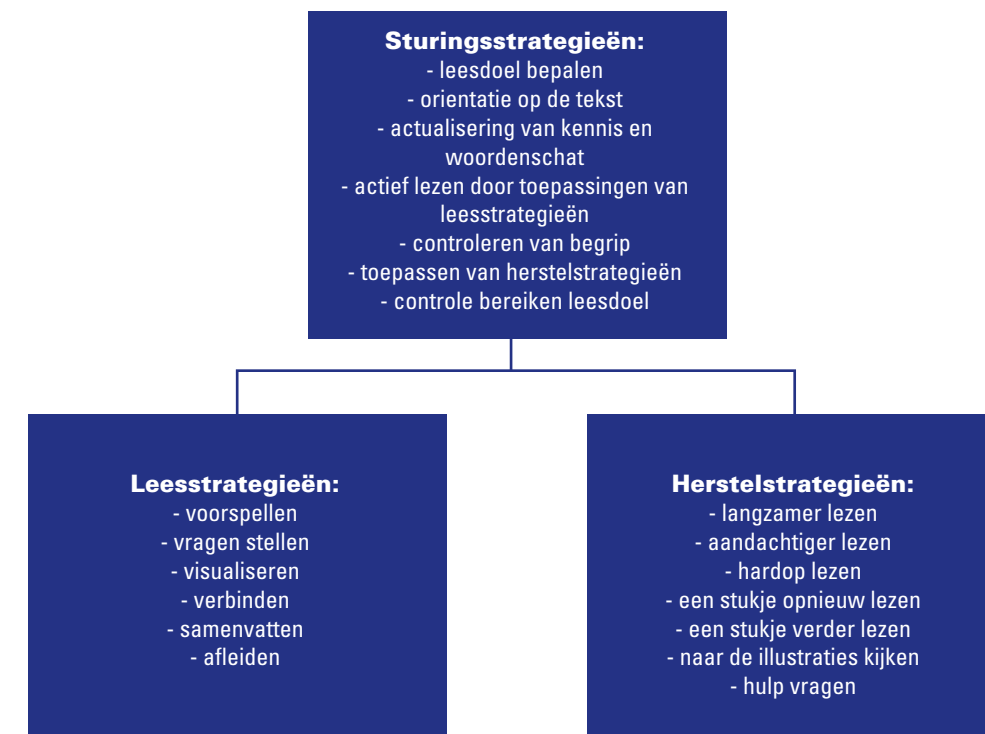 Sturingsstrategieën:
- leesdoel bepalen
- orientatie op de tekst
- actualisering van kennis en
woordenschat
- actief lezen door toepassingen van
leesstrategieën
- controleren van begrip
- toepassen van herstelstrategieën
- controle bereiken leesdoel
Leesstrategieën:
- voorspellen
- vragen stellen
- visualiseren
- verbinden
- samenvatten
- afleiden
Herstelstrategieën:
- langzamer lezen
- aandachtiger lezen
- hardop lezen
- een stukje opnieuw lezen
- een stukje verder lezen
- naar de illustraties kijken
- hulp vragen